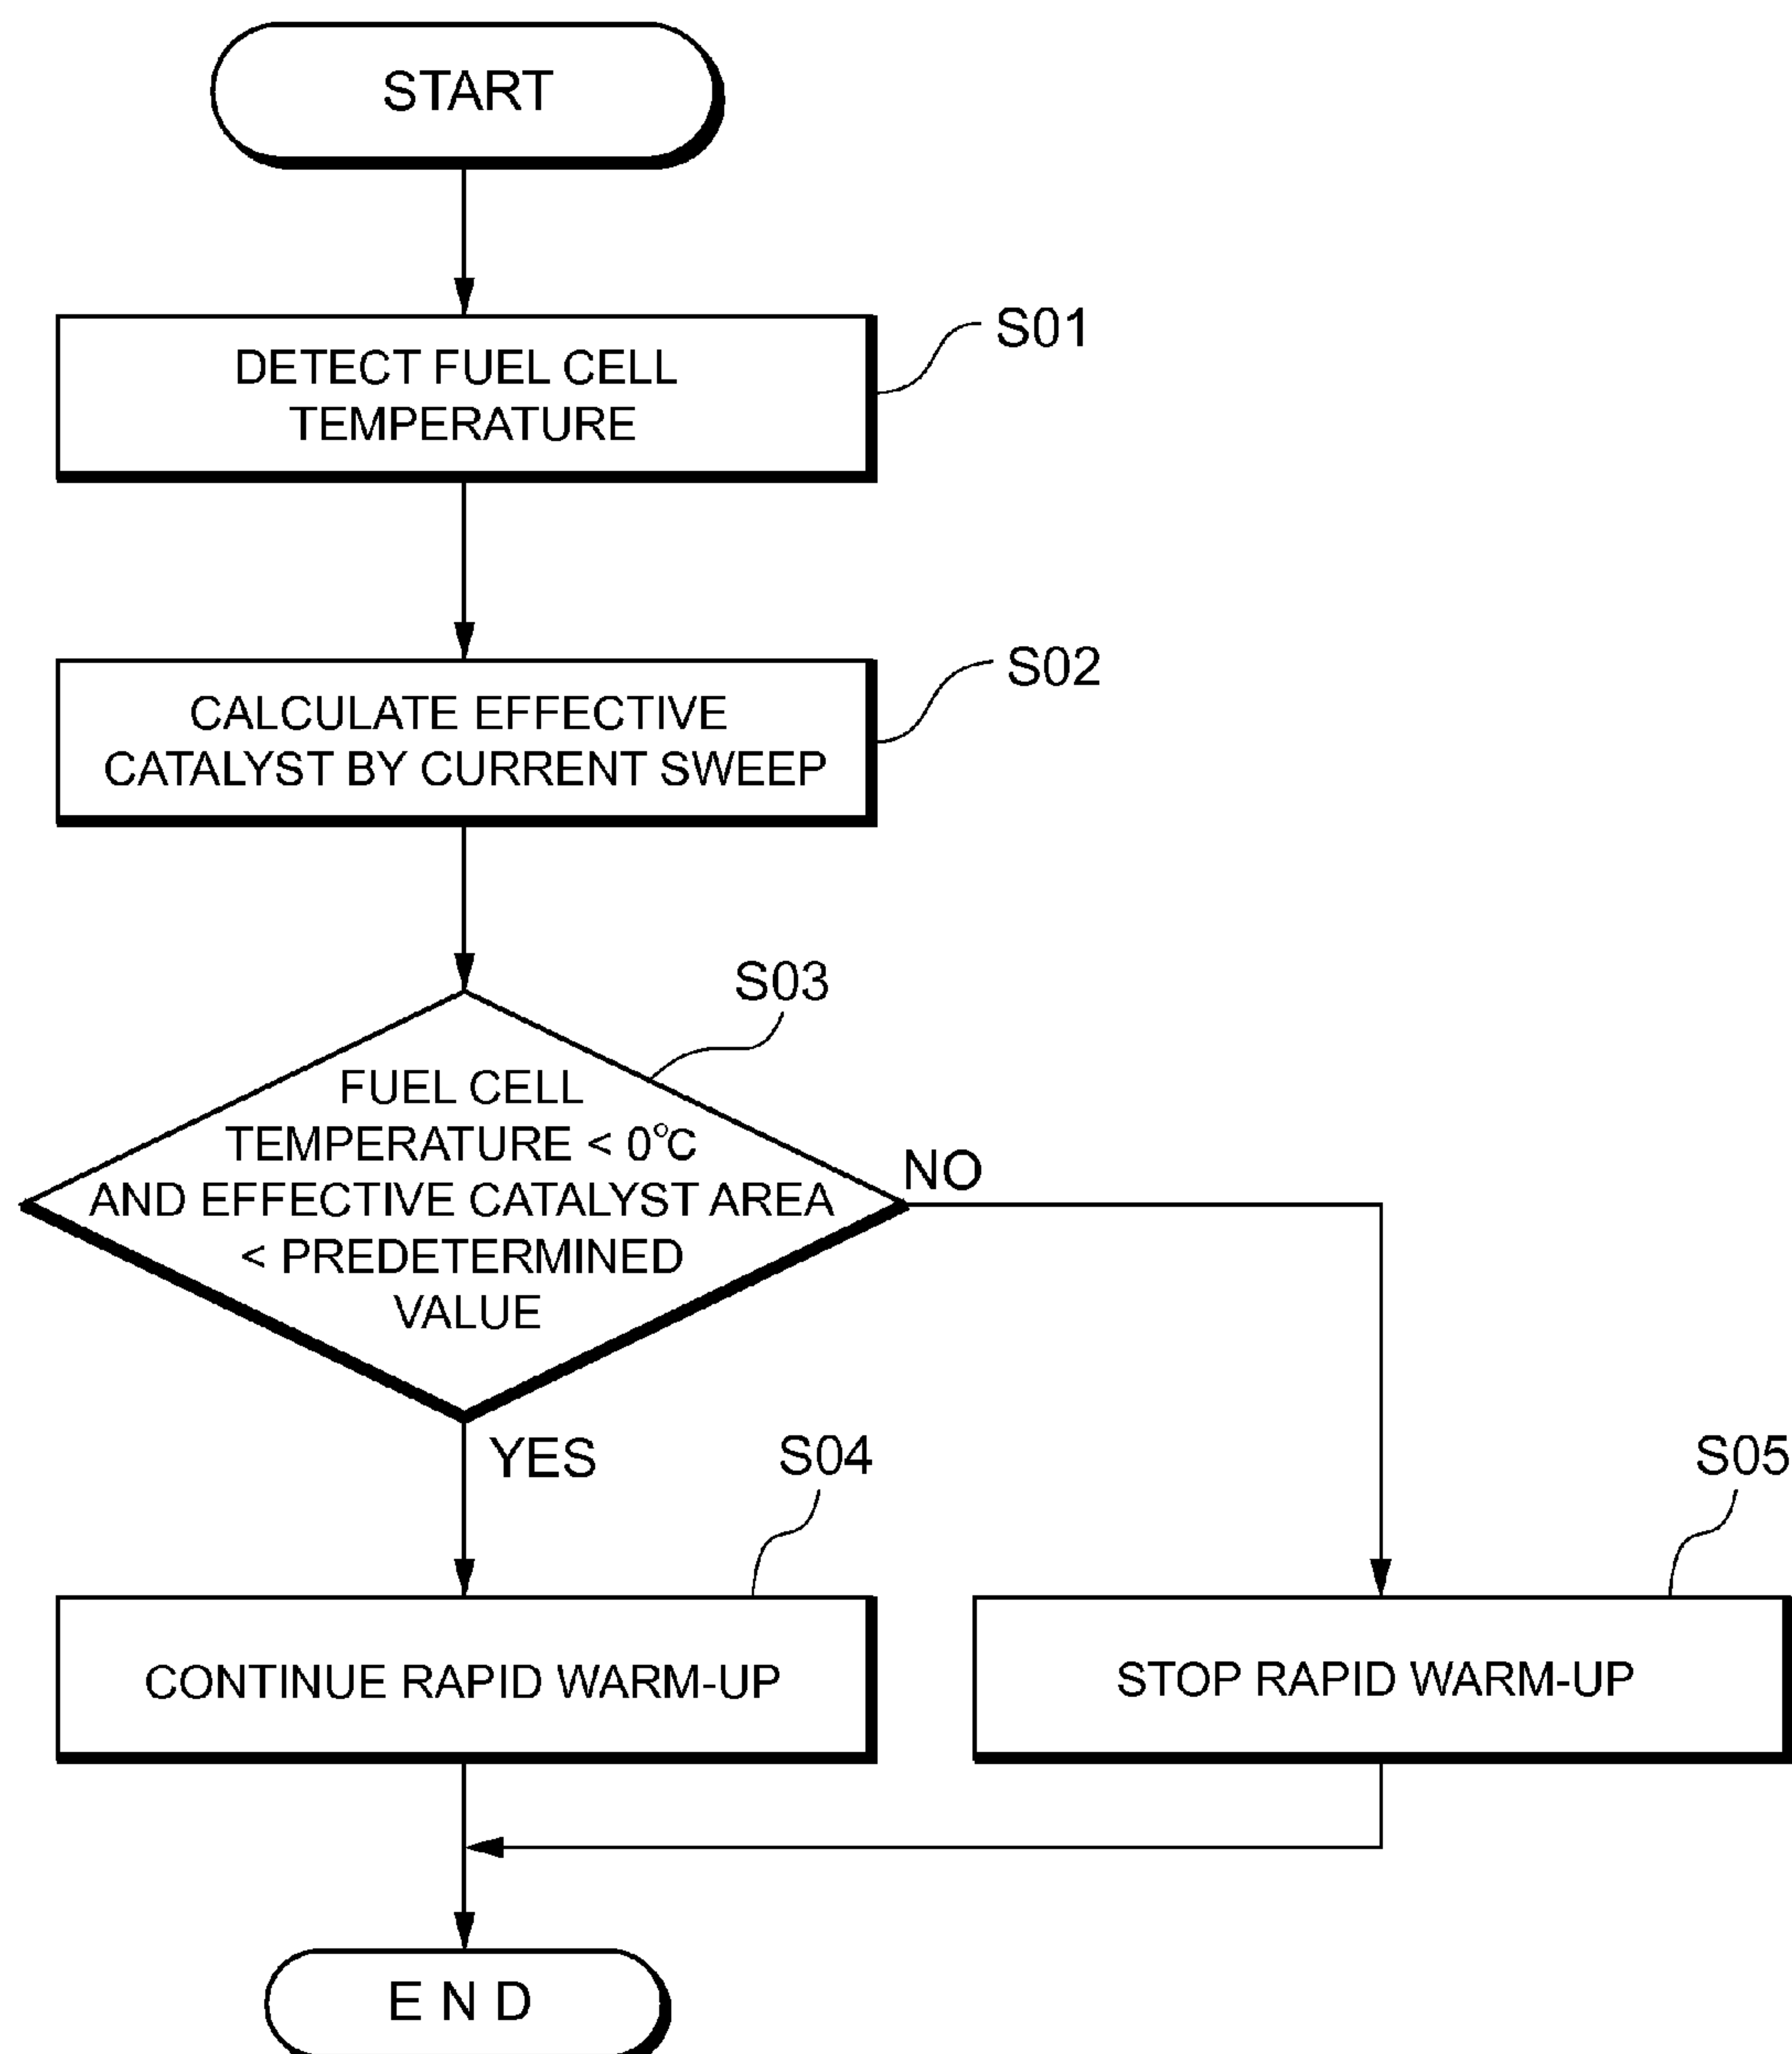 START
DETECT FUEL CELL
TEMPERATURE
S01
CALCULATE EFFECTIVE
CATALYST BY CURRENT SWEEP
S02
S03
FUEL CELL
TEMPERATURE < 0°C
AND EFFECTIVE CATALYST AREA
< PREDETERMINED
VALUE
NO
YES
S04
S05
CONTINUE RAPID WARM-UP
STOP RAPID WARM-UP
END